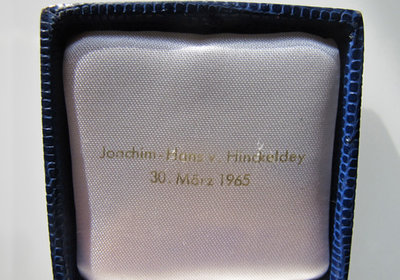 Joachim-Hans v. Hinckeldey
30. März 1965